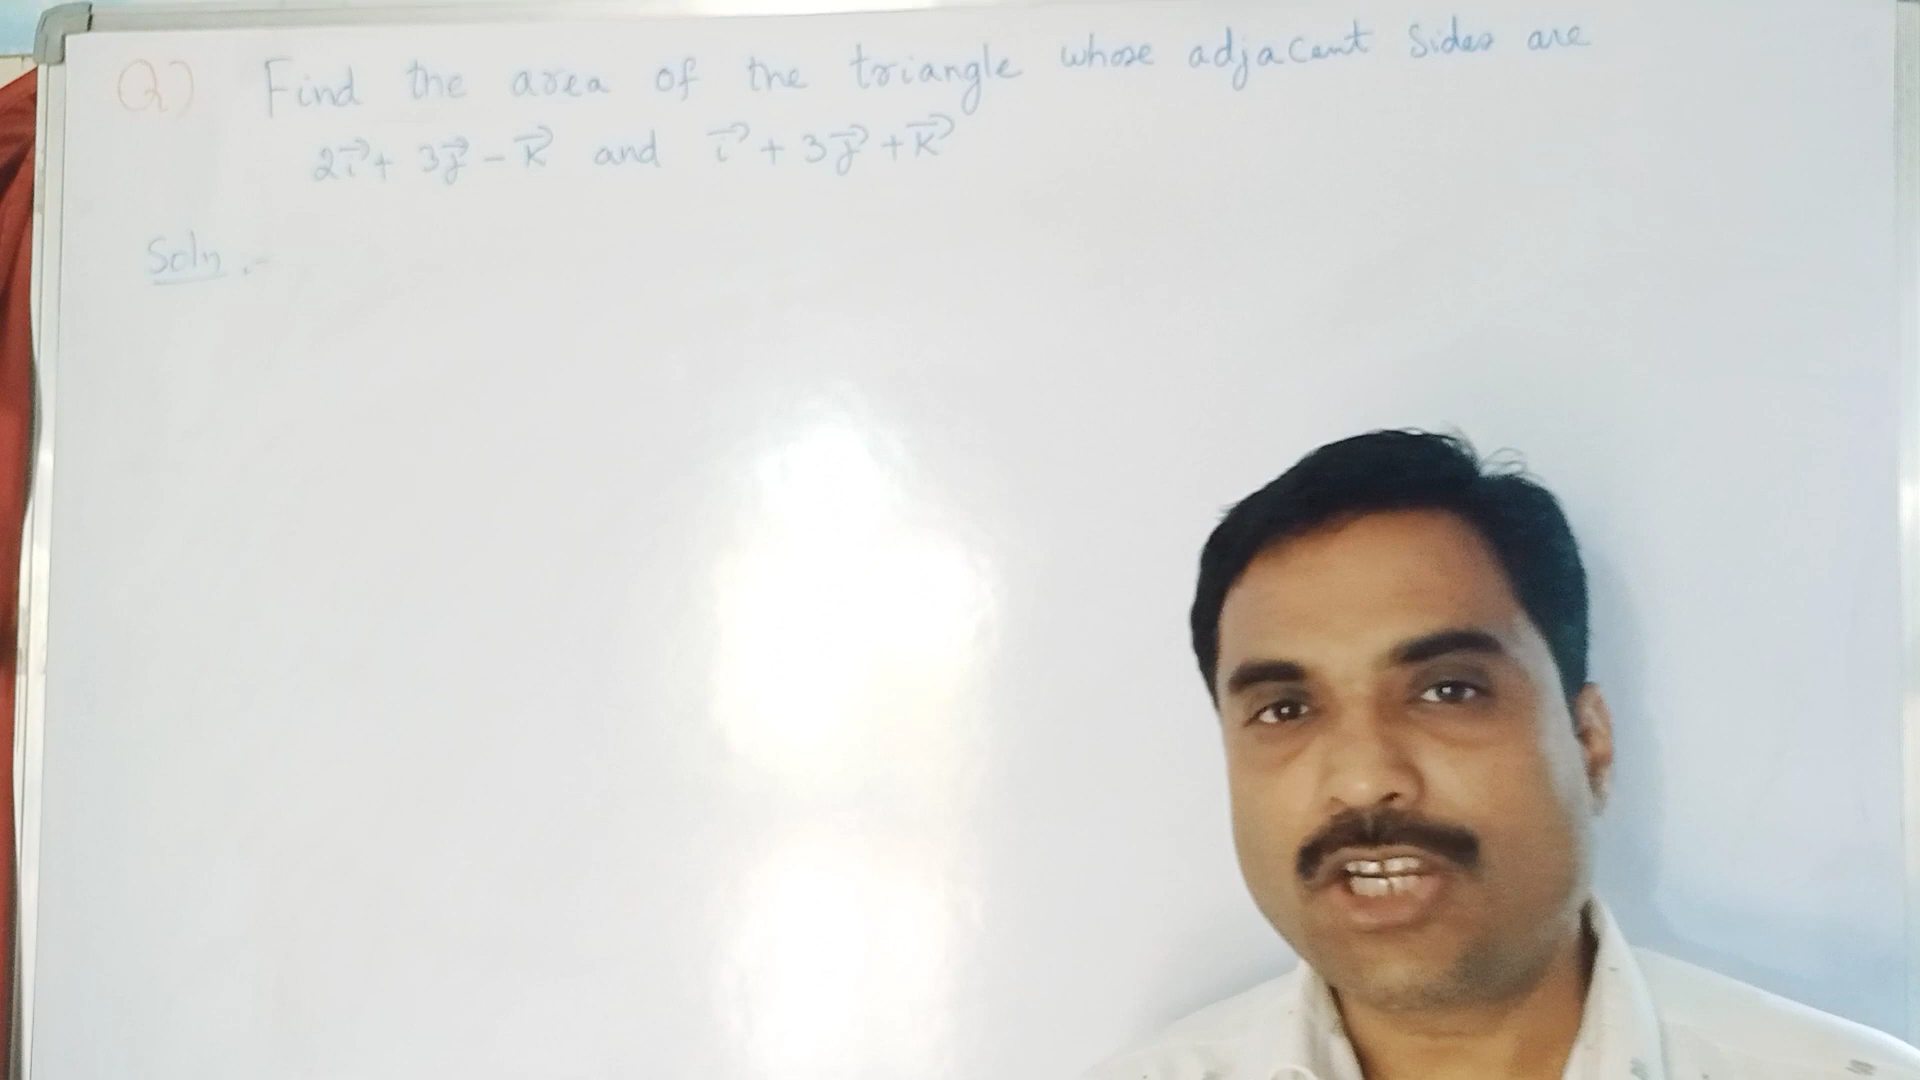 Q) Find the area of the triangle whose adjacent sides are
2i⃗ + 3j⃗ - k⃗ and i⃗ + 3j⃗ + k⃗
Soln :-